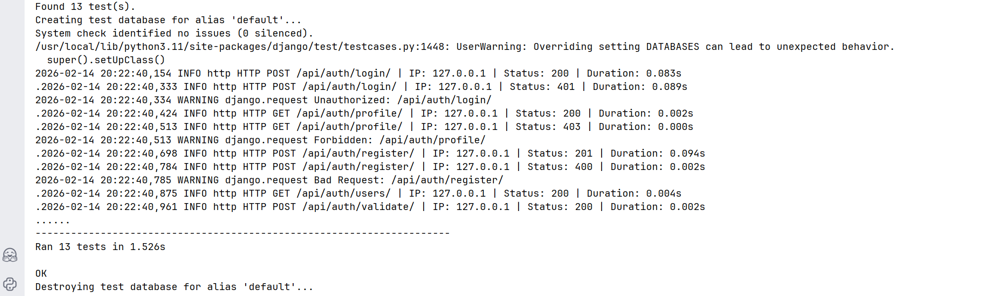 Found 13 test(s).
Creating test database for alias 'default'...
System check identified no issues (0 silenced).
/usr/local/lib/python3.11/site-packages/django/test/testcases.py:1448: UserWarning: Overriding setting DATABASES can lead to unexpected behavior.
  super().setUpClass()
2026-02-14 20:22:40,154 INFO http HTTP POST /api/auth/login/ | IP: 127.0.0.1 | Status: 200 | Duration: 0.083s
.2026-02-14 20:22:40,333 INFO http HTTP POST /api/auth/login/ | IP: 127.0.0.1 | Status: 401 | Duration: 0.089s
2026-02-14 20:22:40,334 WARNING django.request Unauthorized: /api/auth/login/
.2026-02-14 20:22:40,424 INFO http HTTP GET /api/auth/profile/ | IP: 127.0.0.1 | Status: 200 | Duration: 0.002s
.2026-02-14 20:22:40,513 INFO http HTTP GET /api/auth/profile/ | IP: 127.0.0.1 | Status: 403 | Duration: 0.000s
2026-02-14 20:22:40,513 WARNING django.request Forbidden: /api/auth/profile/
.2026-02-14 20:22:40,698 INFO http HTTP POST /api/auth/register/ | IP: 127.0.0.1 | Status: 201 | Duration: 0.094s
.2026-02-14 20:22:40,784 INFO http HTTP POST /api/auth/register/ | IP: 127.0.0.1 | Status: 400 | Duration: 0.002s
2026-02-14 20:22:40,785 WARNING django.request Bad Request: /api/auth/register/
.2026-02-14 20:22:40,875 INFO http HTTP GET /api/auth/users/ | IP: 127.0.0.1 | Status: 200 | Duration: 0.004s
.2026-02-14 20:22:40,961 INFO http HTTP POST /api/auth/validate/ | IP: 127.0.0.1 | Status: 200 | Duration: 0.002s
......
----------------------------------------------------------------------
Ran 13 tests in 1.526s

OK
Destroying test database for alias 'default'...